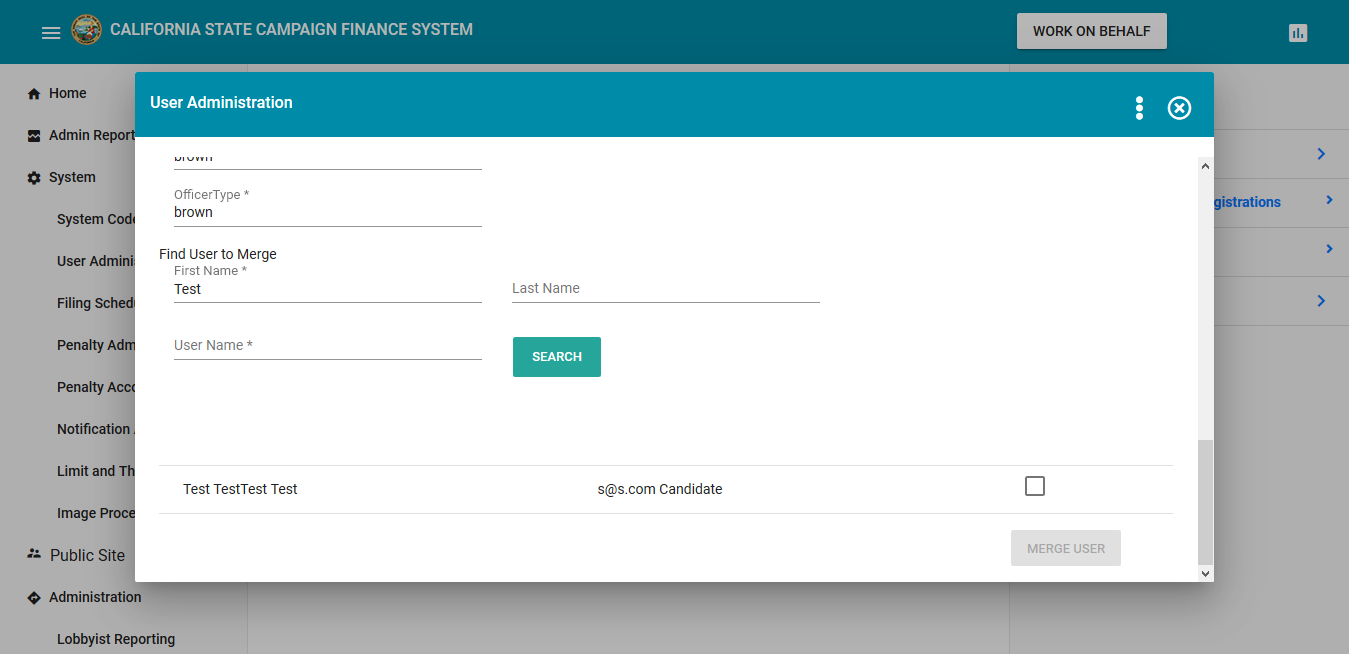 CALIFORNIA STATE CAMPAIGN FINANCE SYSTEM
WORK ON BEHALF
Home
Admin Report
System
System Code
User Adminis
Filing Schedu
Penalty Adm
Penalty Acco
Notification
Limit and Th
Image Proce
Public Site
Administration
Lobbyist Reporting
User Administration
brown
OfficerType *
brown
Find User to Merge
First Name *
Test
Last Name
User Name *
SEARCH
Test TestTest Test
s@s.com Candidate
MERGE USER
gistrations